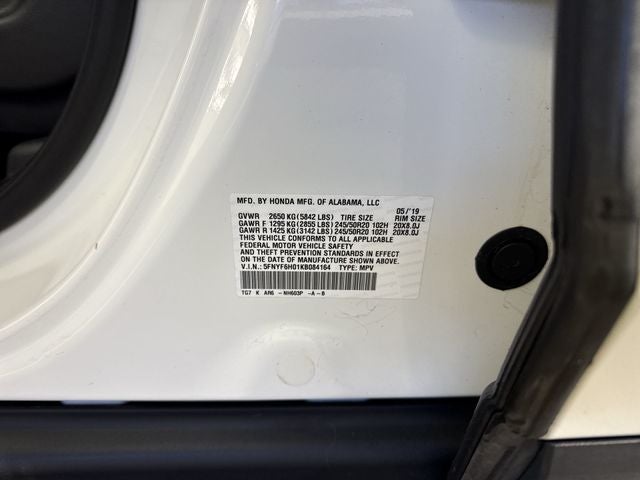 MFD. BY HONDA MFG. OF ALABAMA, LLC 05/'19
GVWR 2650 KG(5842 LBS) TIRE SIZE RIM SIZE
GAWR F 1295 KG(2855 LBS)245/50R20 102H 20X8.0J
GAWR R 1425 KG(3142 LBS)245/50R20 102H 20X8.0J
THIS VEHICLE CONFORMS TO ALL APPLICABLE
FEDERAL MOTOR VEHICLE SAFETY AND THEFT
PREVENTION STANDARDS IN EFFECT
ON THE DATE OF MANUFACTURE SHOWN ABOVE.
V.I.N.: 5FNYF6H01KB084164 TYPE: MPV
TG7 K AR6 -NH603P -A-B